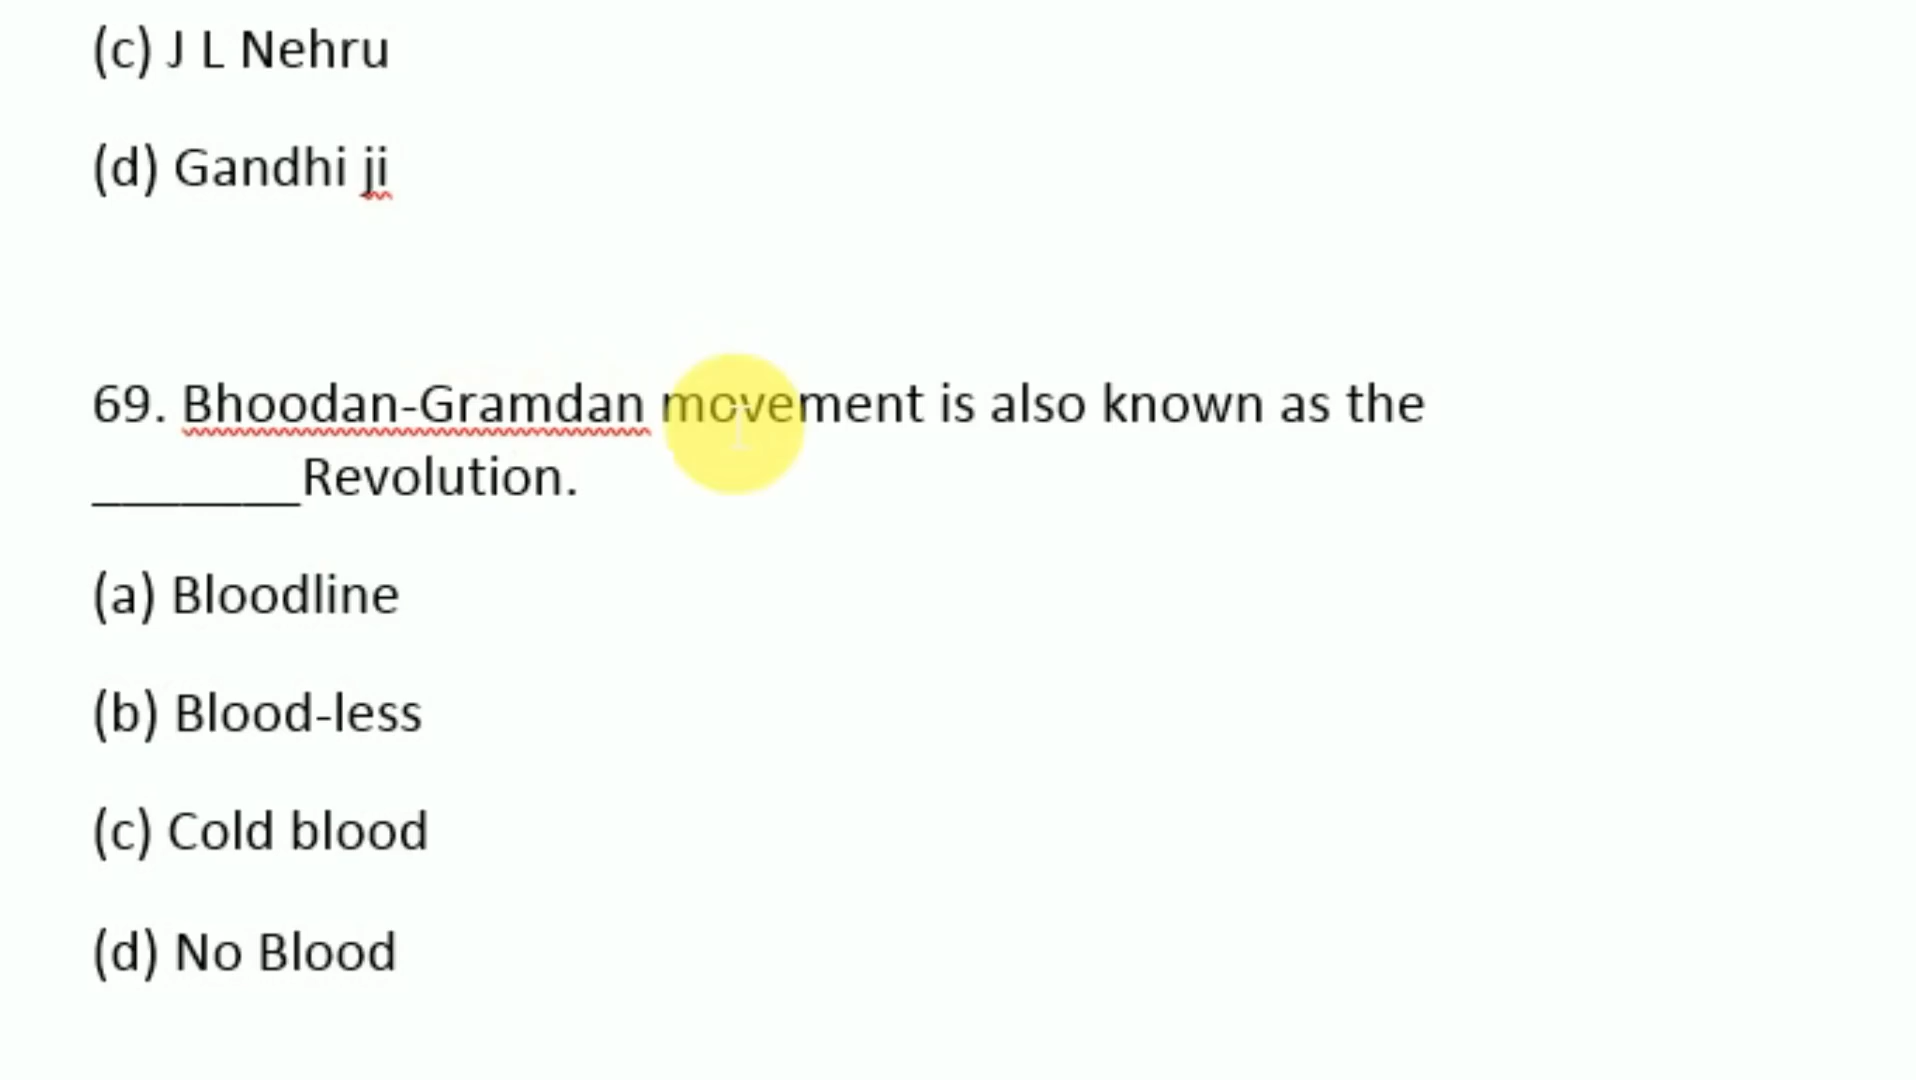 (c) J L Nehru
(d) Gandhi ji
69. Bhoodan-Gramdan movement is also known as the
_______Revolution.
(a) Bloodline
(b) Blood-less
(c) Cold blood
(d) No Blood